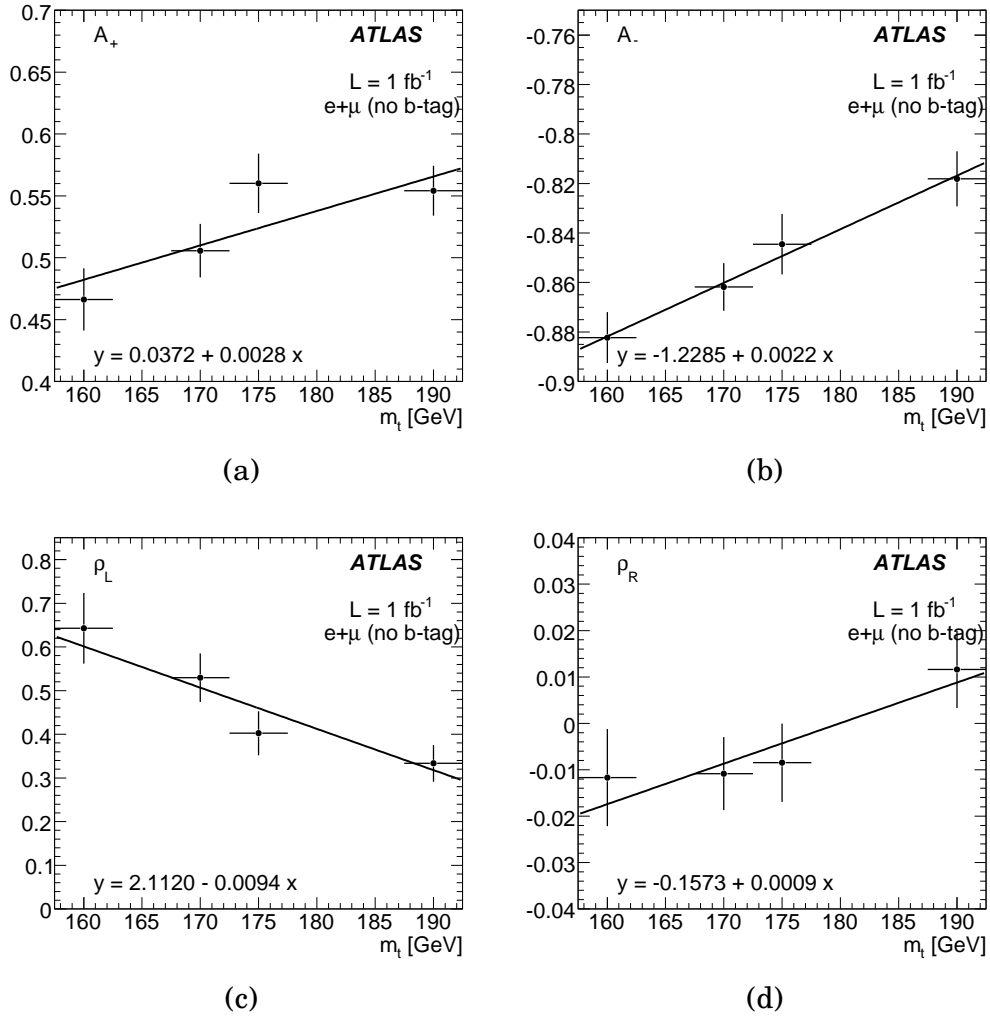 0.7
A+ ATLAS
0.65
L = 1 fb-1
e+μ (no b-tag)
0.6
0.55
0.5
0.45
y = 0.0372 + 0.0028 x
0.4
160 165 170 175 180 185 190
mt [GeV]
(a)
A- ATLAS
-0.76
L = 1 fb-1
-0.78
e+μ (no b-tag)
-0.8
-0.82
-0.84
-0.86
-0.88
y = -1.2285 + 0.0022 x
-0.9
160 165 170 175 180 185 190
mt [GeV]
(b)
ρL ATLAS
0.8
0.7
L = 1 fb-1
e+μ (no b-tag)
0.6
0.5
0.4
0.3
0.2
0.1
y = 2.1120 - 0.0094 x
0
160 165 170 175 180 185 190
mt [GeV]
(c)
0.04
ρR ATLAS
0.03
L = 1 fb-1
0.02
e+μ (no b-tag)
0.01
0
-0.01
-0.02
-0.03
y = -0.1573 + 0.0009 x
-0.04
160 165 170 175 180 185 190
mt [GeV]
(d)